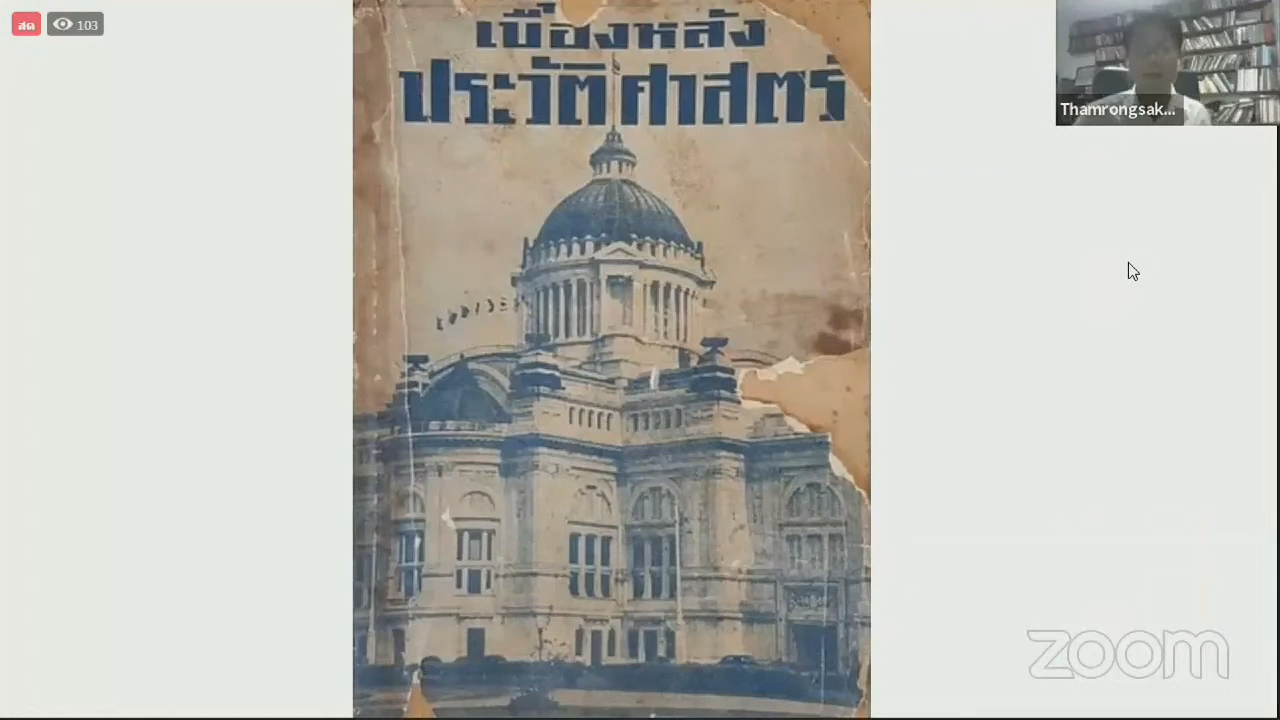 สด
103
เบื้องหลัง
ประวัติศาสตร์
Thamrongsak...
zoom